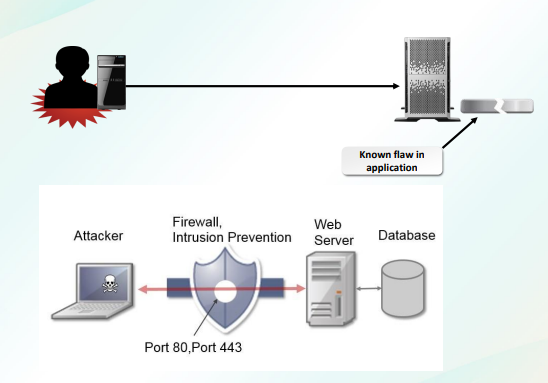 Known flaw in
application
Attacker
Firewall,
Intrusion Prevention
Web
Server
Database
Port 80,Port 443